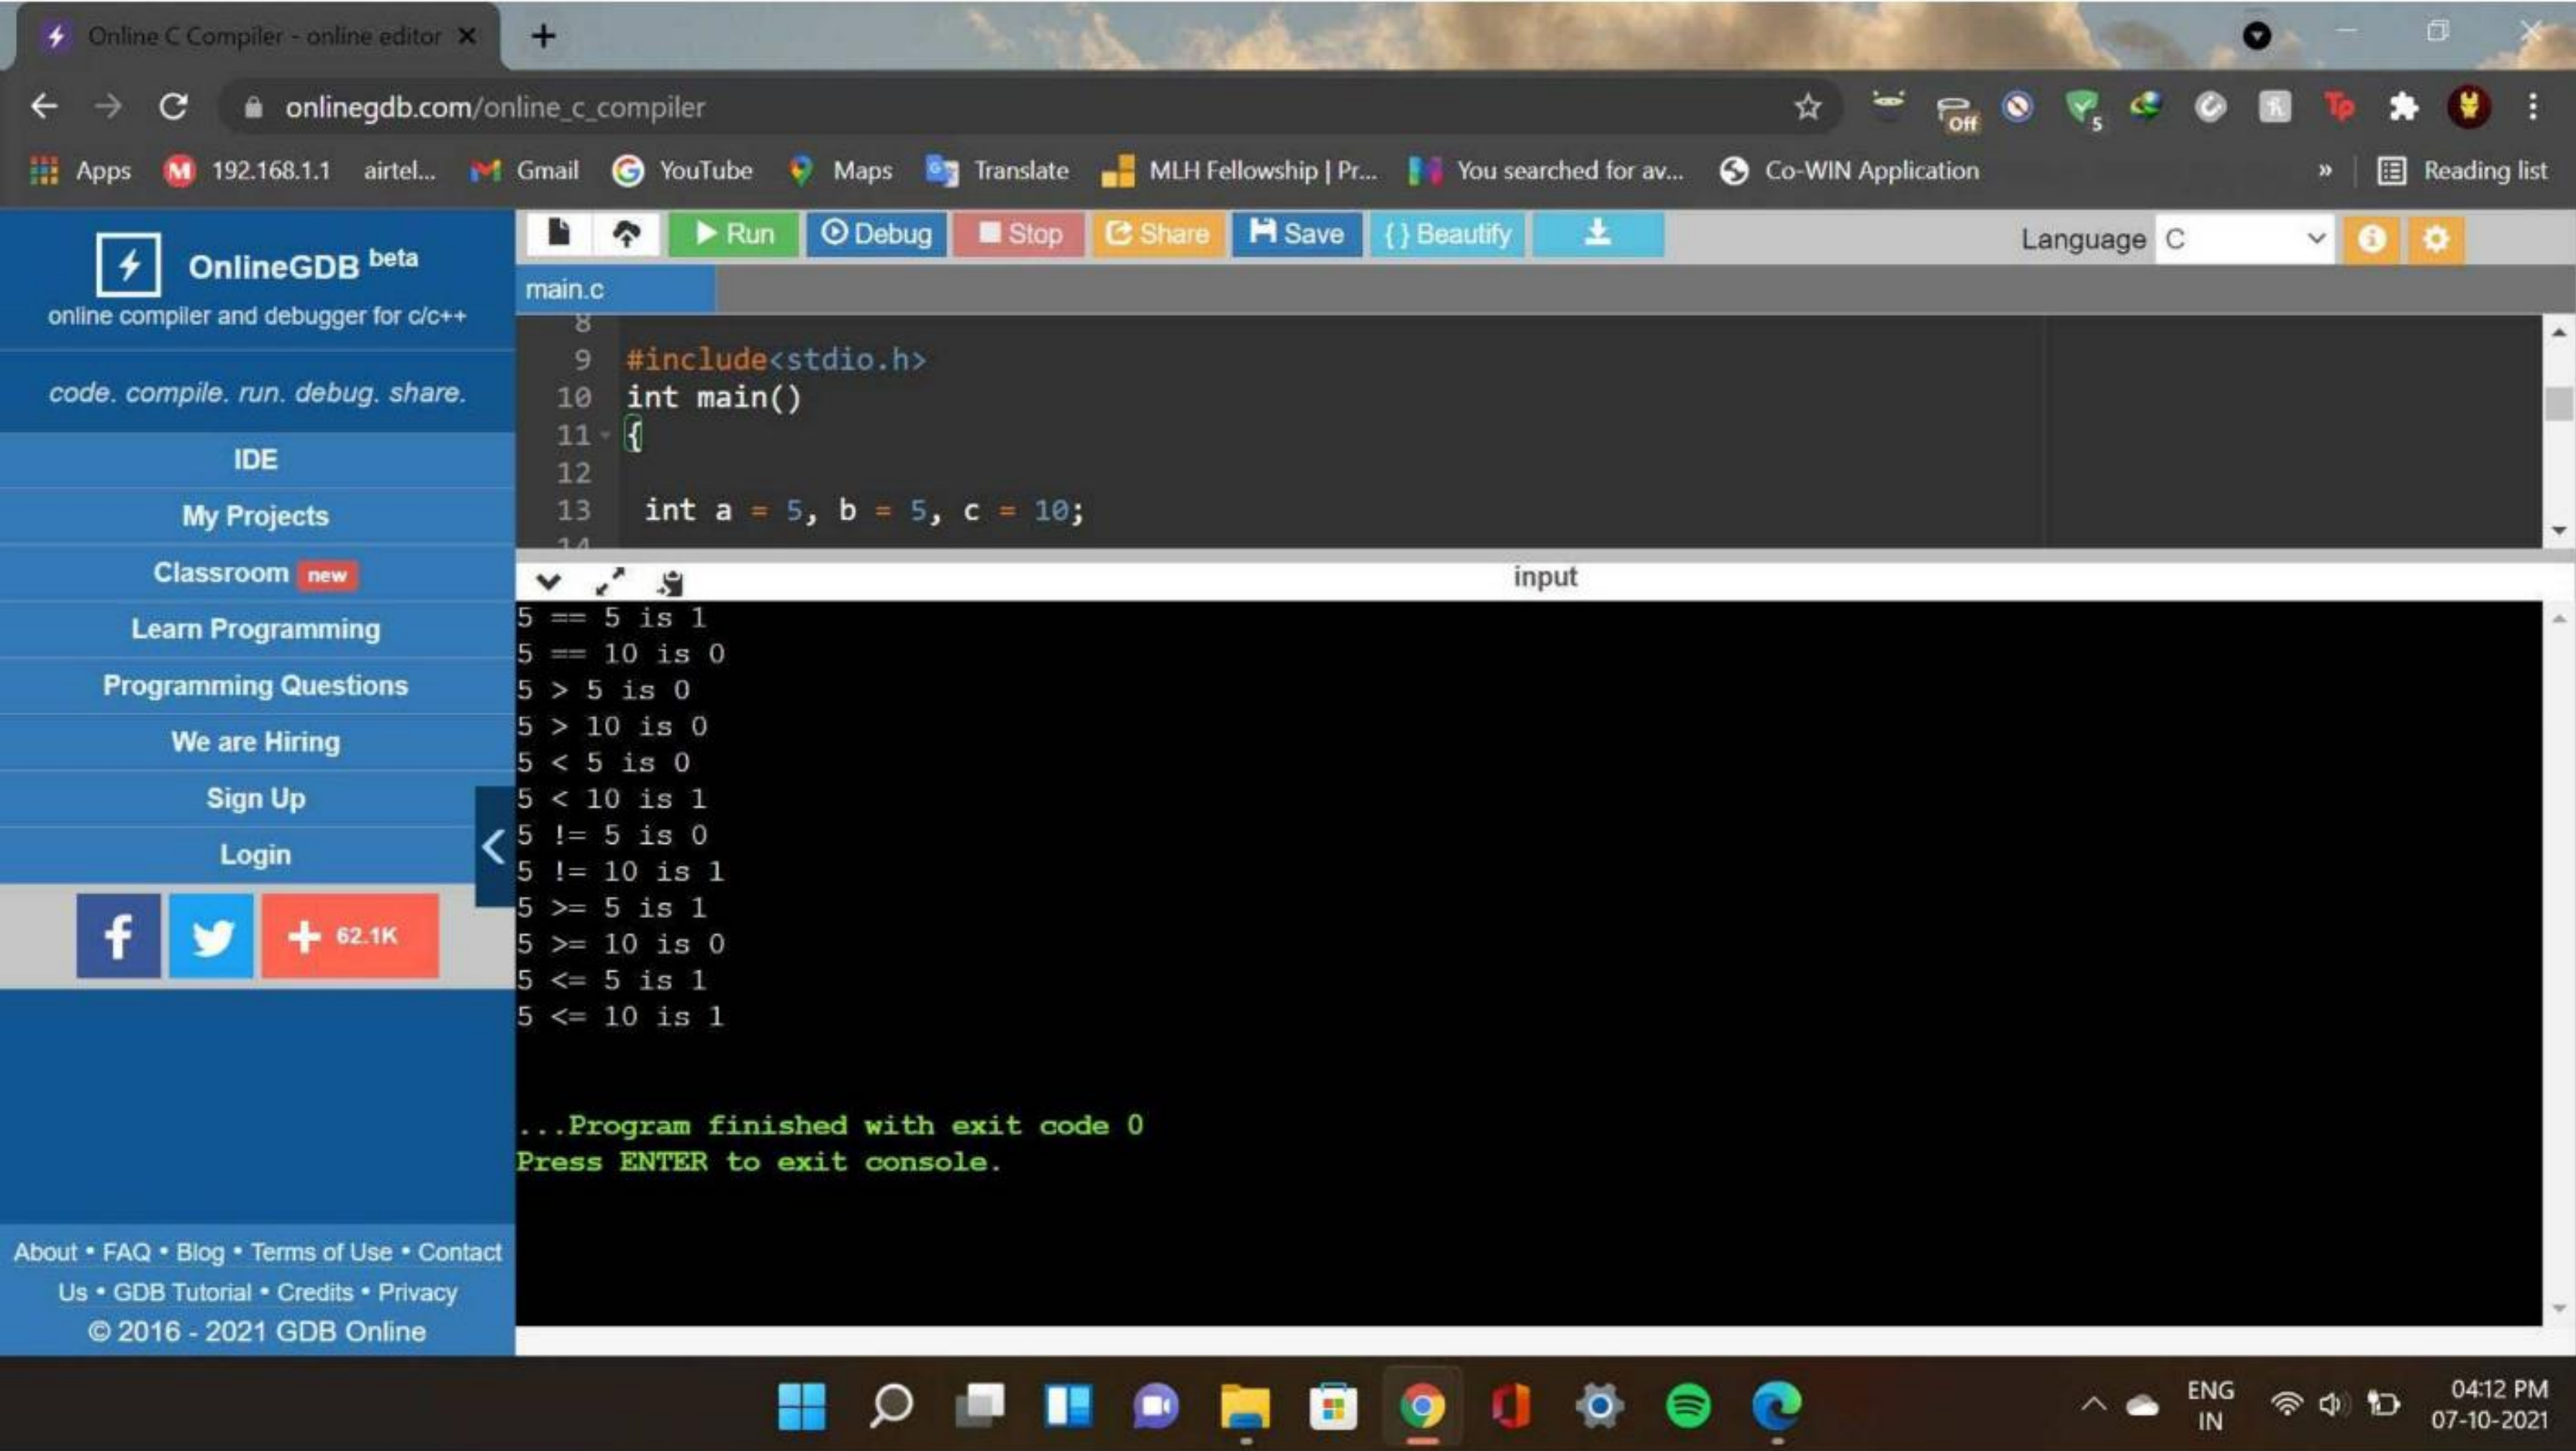 Online C Compiler - online editor
onlinegdb.com/online_c_compiler
Off
5
Tp
Apps 192.168.1.1 airtel... Gmail YouTube Maps Translate MLH Fellowship | Pr... You searched for av... Co-WIN Application » Reading list
OnlineGDB beta
online compiler and debugger for c/c++
code. compile. run. debug. share.
IDE
My Projects
Classroom new
Learn Programming
Programming Questions
We are Hiring
Sign Up
Login
f + 62.1K
About • FAQ • Blog • Terms of Use • Contact
Us • GDB Tutorial • Credits • Privacy
© 2016 - 2021 GDB Online
Run Debug Stop Share Save { } Beautify Language C
main.c
8
9 #include<stdio.h>
10 int main()
11 {
12
13 int a = 5, b = 5, c = 10;
14
input
5 == 5 is 1
5 == 10 is 0
5 > 5 is 0
5 > 10 is 0
5 < 5 is 0
5 < 10 is 1
5 != 5 is 0
5 != 10 is 1
5 >= 5 is 1
5 >= 10 is 0
5 <= 5 is 1
5 <= 10 is 1
...Program finished with exit code 0
Press ENTER to exit console.
ENG
IN
04:12 PM
07-10-2021